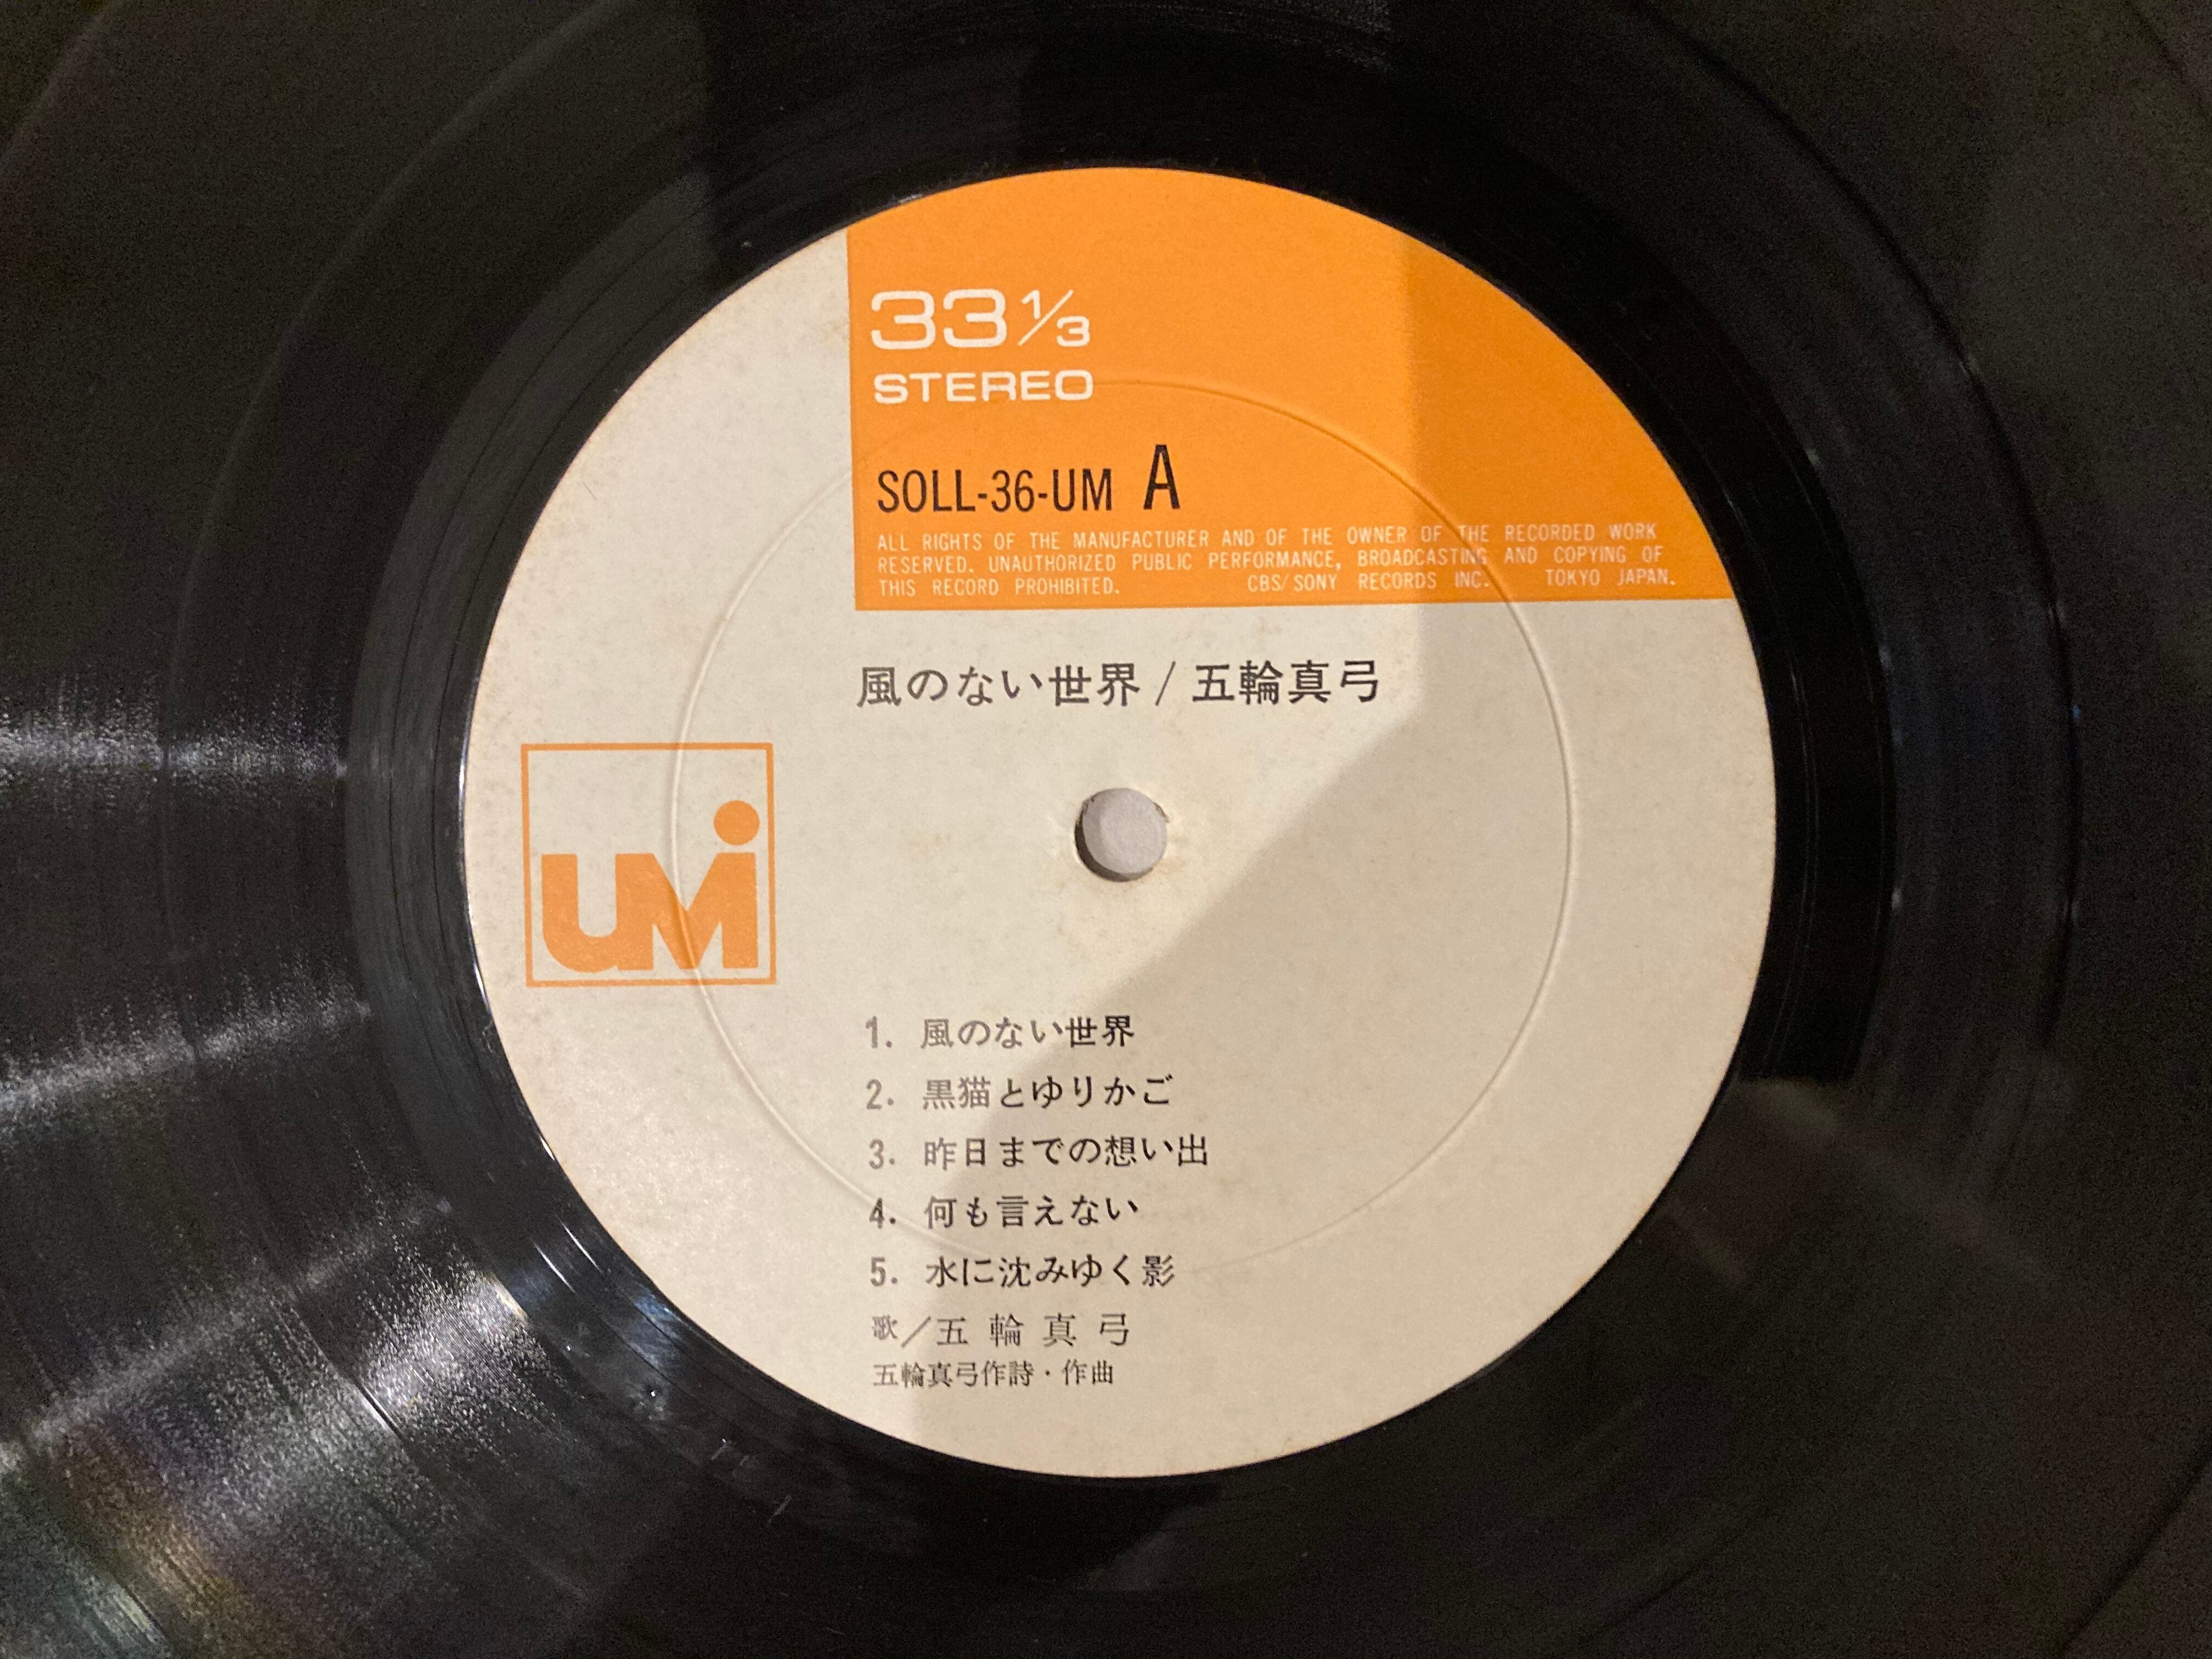 33 1/3
STEREO
SOLL-36-UM A
ALL RIGHTS OF THE MANUFACTURER AND OF THE OWNER OF THE RECORDED WORK
RESERVED. UNAUTHORIZED PUBLIC PERFORMANCE, BROADCASTING AND COPYING OF
THIS RECORD PROHIBITED. CBS/SONY RECORDS INC. TOKYO JAPAN.
風のない世界/五輪真弓
UM
1. 風のない世界
2. 黒猫とゆりかご
3. 昨日までの想い出
4. 何も言えない
5. 水に沈みゆく影
歌/五輪真弓
五輪真弓作詩・作曲